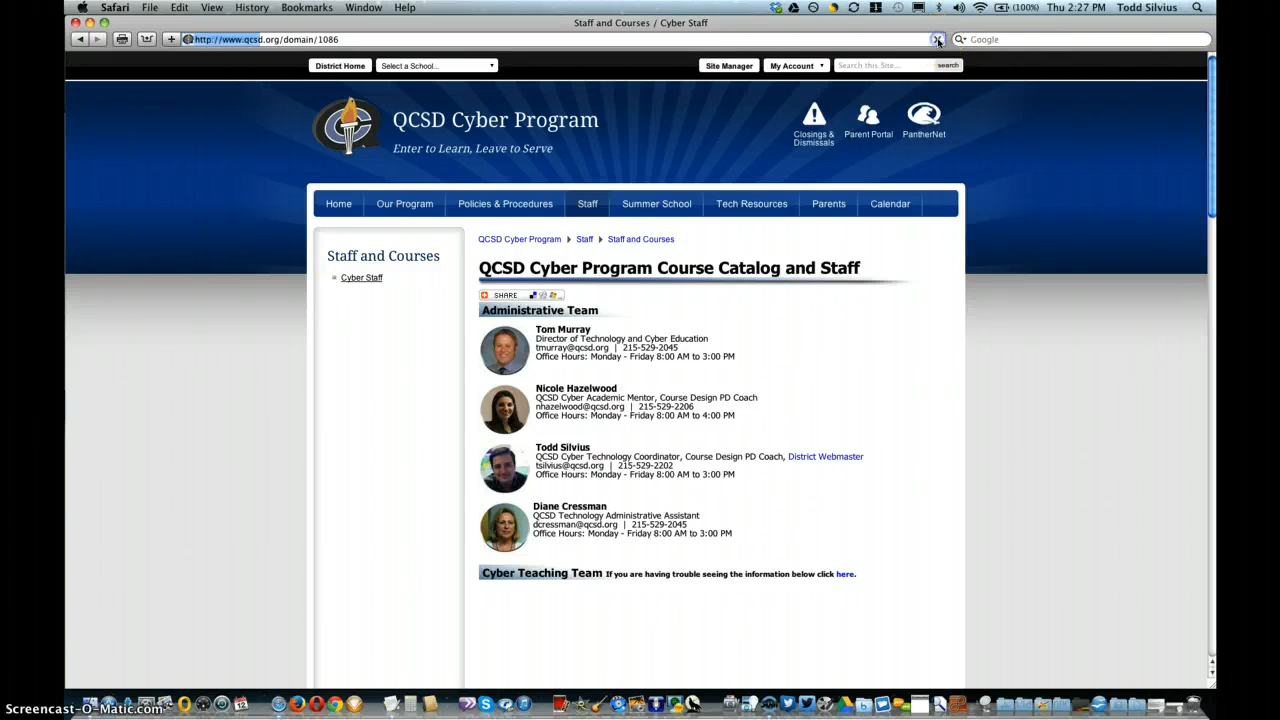 Safari File Edit View History Bookmarks Window Help (100%) Thu 2:27 PM Todd Silvius
Staff and Courses / Cyber Staff
http://www.qcsd.org/domain/1086 Google
District Home Select a School... Site Manager My Account Search this Site... search
QCSD Cyber Program
Enter to Learn, Leave to Serve
Closings & Dismissals Parent Portal PantherNet
Home Our Program Policies & Procedures Staff Summer School Tech Resources Parents Calendar
Staff and Courses
Cyber Staff
QCSD Cyber Program Staff Staff and Courses
QCSD Cyber Program Course Catalog and Staff
SHARE
Administrative Team
Tom Murray
Director of Technology and Cyber Education
tmurray@qcsd.org | 215-529-2045
Office Hours: Monday - Friday 8:00 AM to 3:00 PM
Nicole Hazelwood
QCSD Cyber Academic Mentor, Course Design PD Coach
nhazelwood@qcsd.org | 215-529-2206
Office Hours: Monday - Friday 8:00 AM to 4:00 PM
Todd Silvius
QCSD Cyber Technology Coordinator, Course Design PD Coach, District Webmaster
tsilvius@qcsd.org | 215-529-2202
Office Hours: Monday - Friday 8:00 AM to 3:00 PM
Diane Cressman
QCSD Technology Administrative Assistant
dcressman@qcsd.org | 215-529-2045
Office Hours: Monday - Friday 8:00 AM to 3:00 PM
Cyber Teaching Team If you are having trouble seeing the information below click here.
Screencast-O-Matic.com